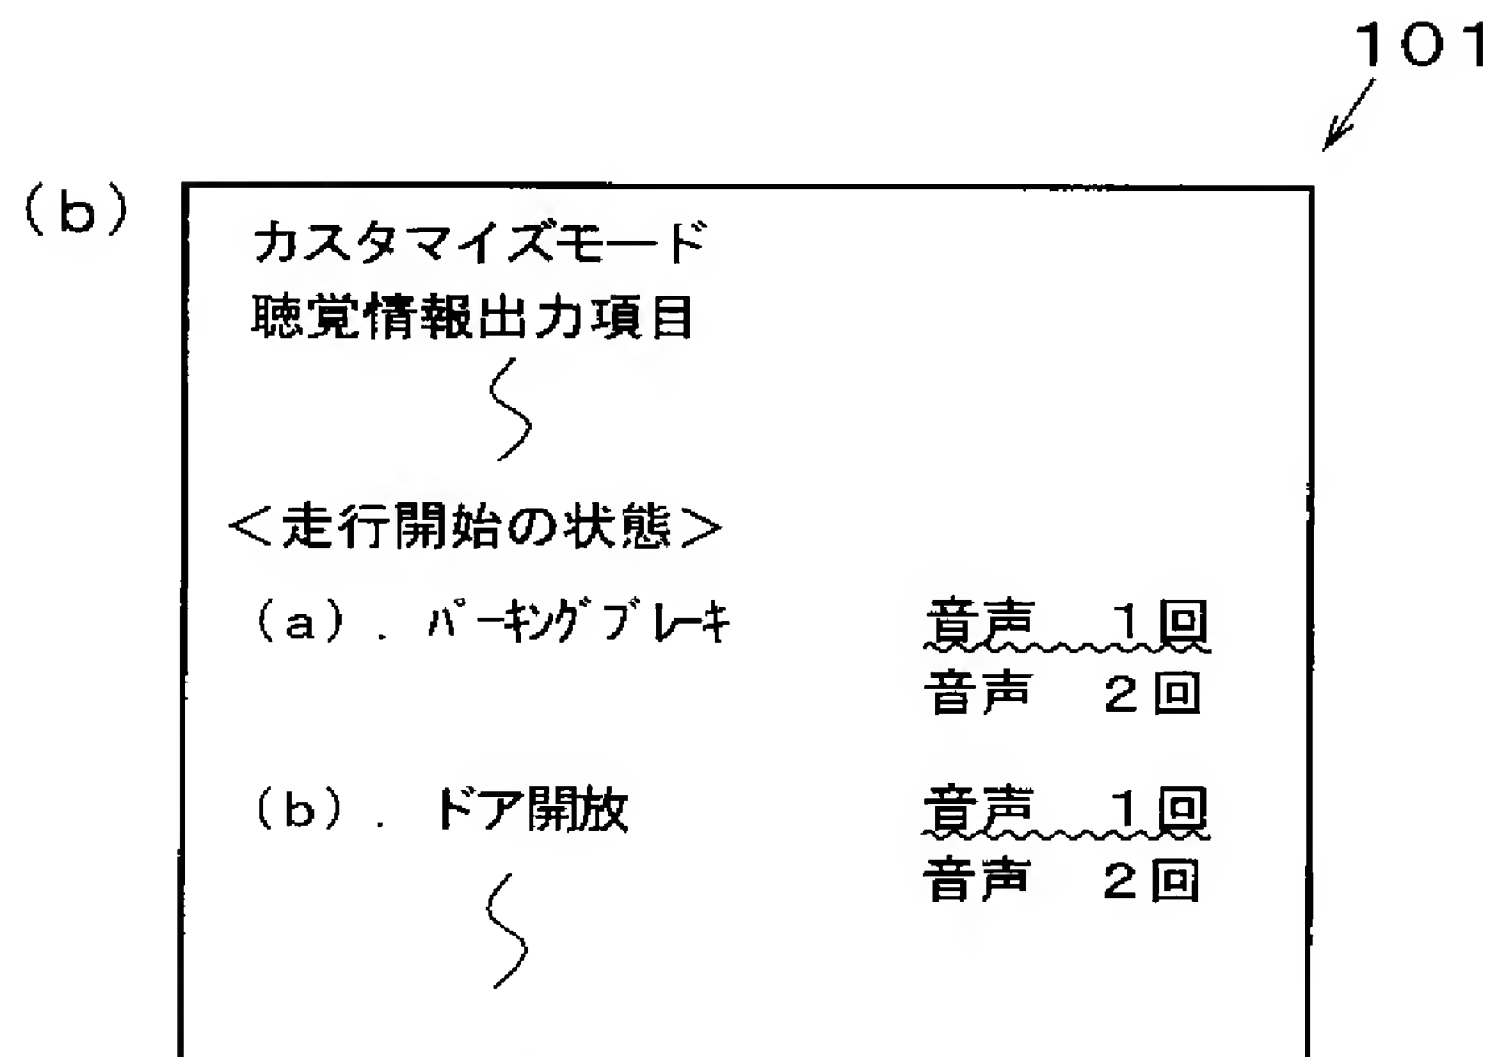 １０１
（ｂ）
カスタマイズモード
聴覚情報出力項目
＜走行開始の状態＞
（ａ）． ﾊﾟｰｷﾝｸﾞﾌﾞﾚｰｷ 音声　１回
音声　２回
（ｂ）． ドア開放 音声　１回
音声　２回